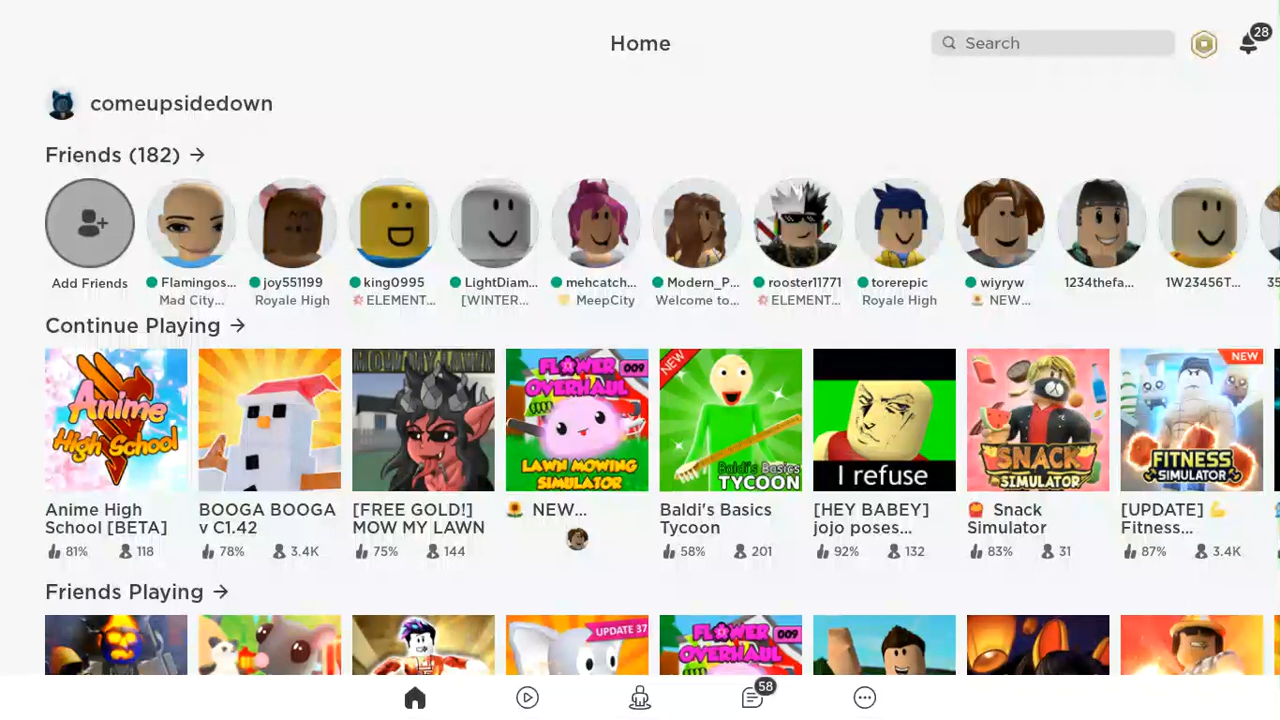 Home
Search
28
comeupsidedown
Friends (182) →
Add Friends
Flamingos...
Mad City...
joy551199
Royale High
king0995
ELEMENT...
LightDiam...
[WINTER...
mehcatch...
MeepCity
Modern_P...
Welcome to...
rooster11771
ELEMENT...
torerepic
Royale High
wiyryw
NEW...
1234thefa...
1W23456T...
35
Continue Playing →
Anime High School
MOW MY LAWN
FLOWER 009
OVERHAUL
LAWN MOWING
SIMULATOR
NEW
Baldi's Basics
TYCOON
I refuse
SNACK
SIMULATOR
NEW
FITNESS
SIMULATOR
Anime High
School [BETA]
81% 118
BOOGA BOOGA
v C1.42
78% 3.4K
[FREE GOLD!]
MOW MY LAWN
75% 144
NEW...
Baldi's Basics
Tycoon
58% 201
[HEY BABEY]
jojo poses...
92% 132
Snack
Simulator
83% 31
[UPDATE]
Fitness...
87% 3.4K
Friends Playing →
UPDATE 37
FLOWER 009
OVERHAUL
58